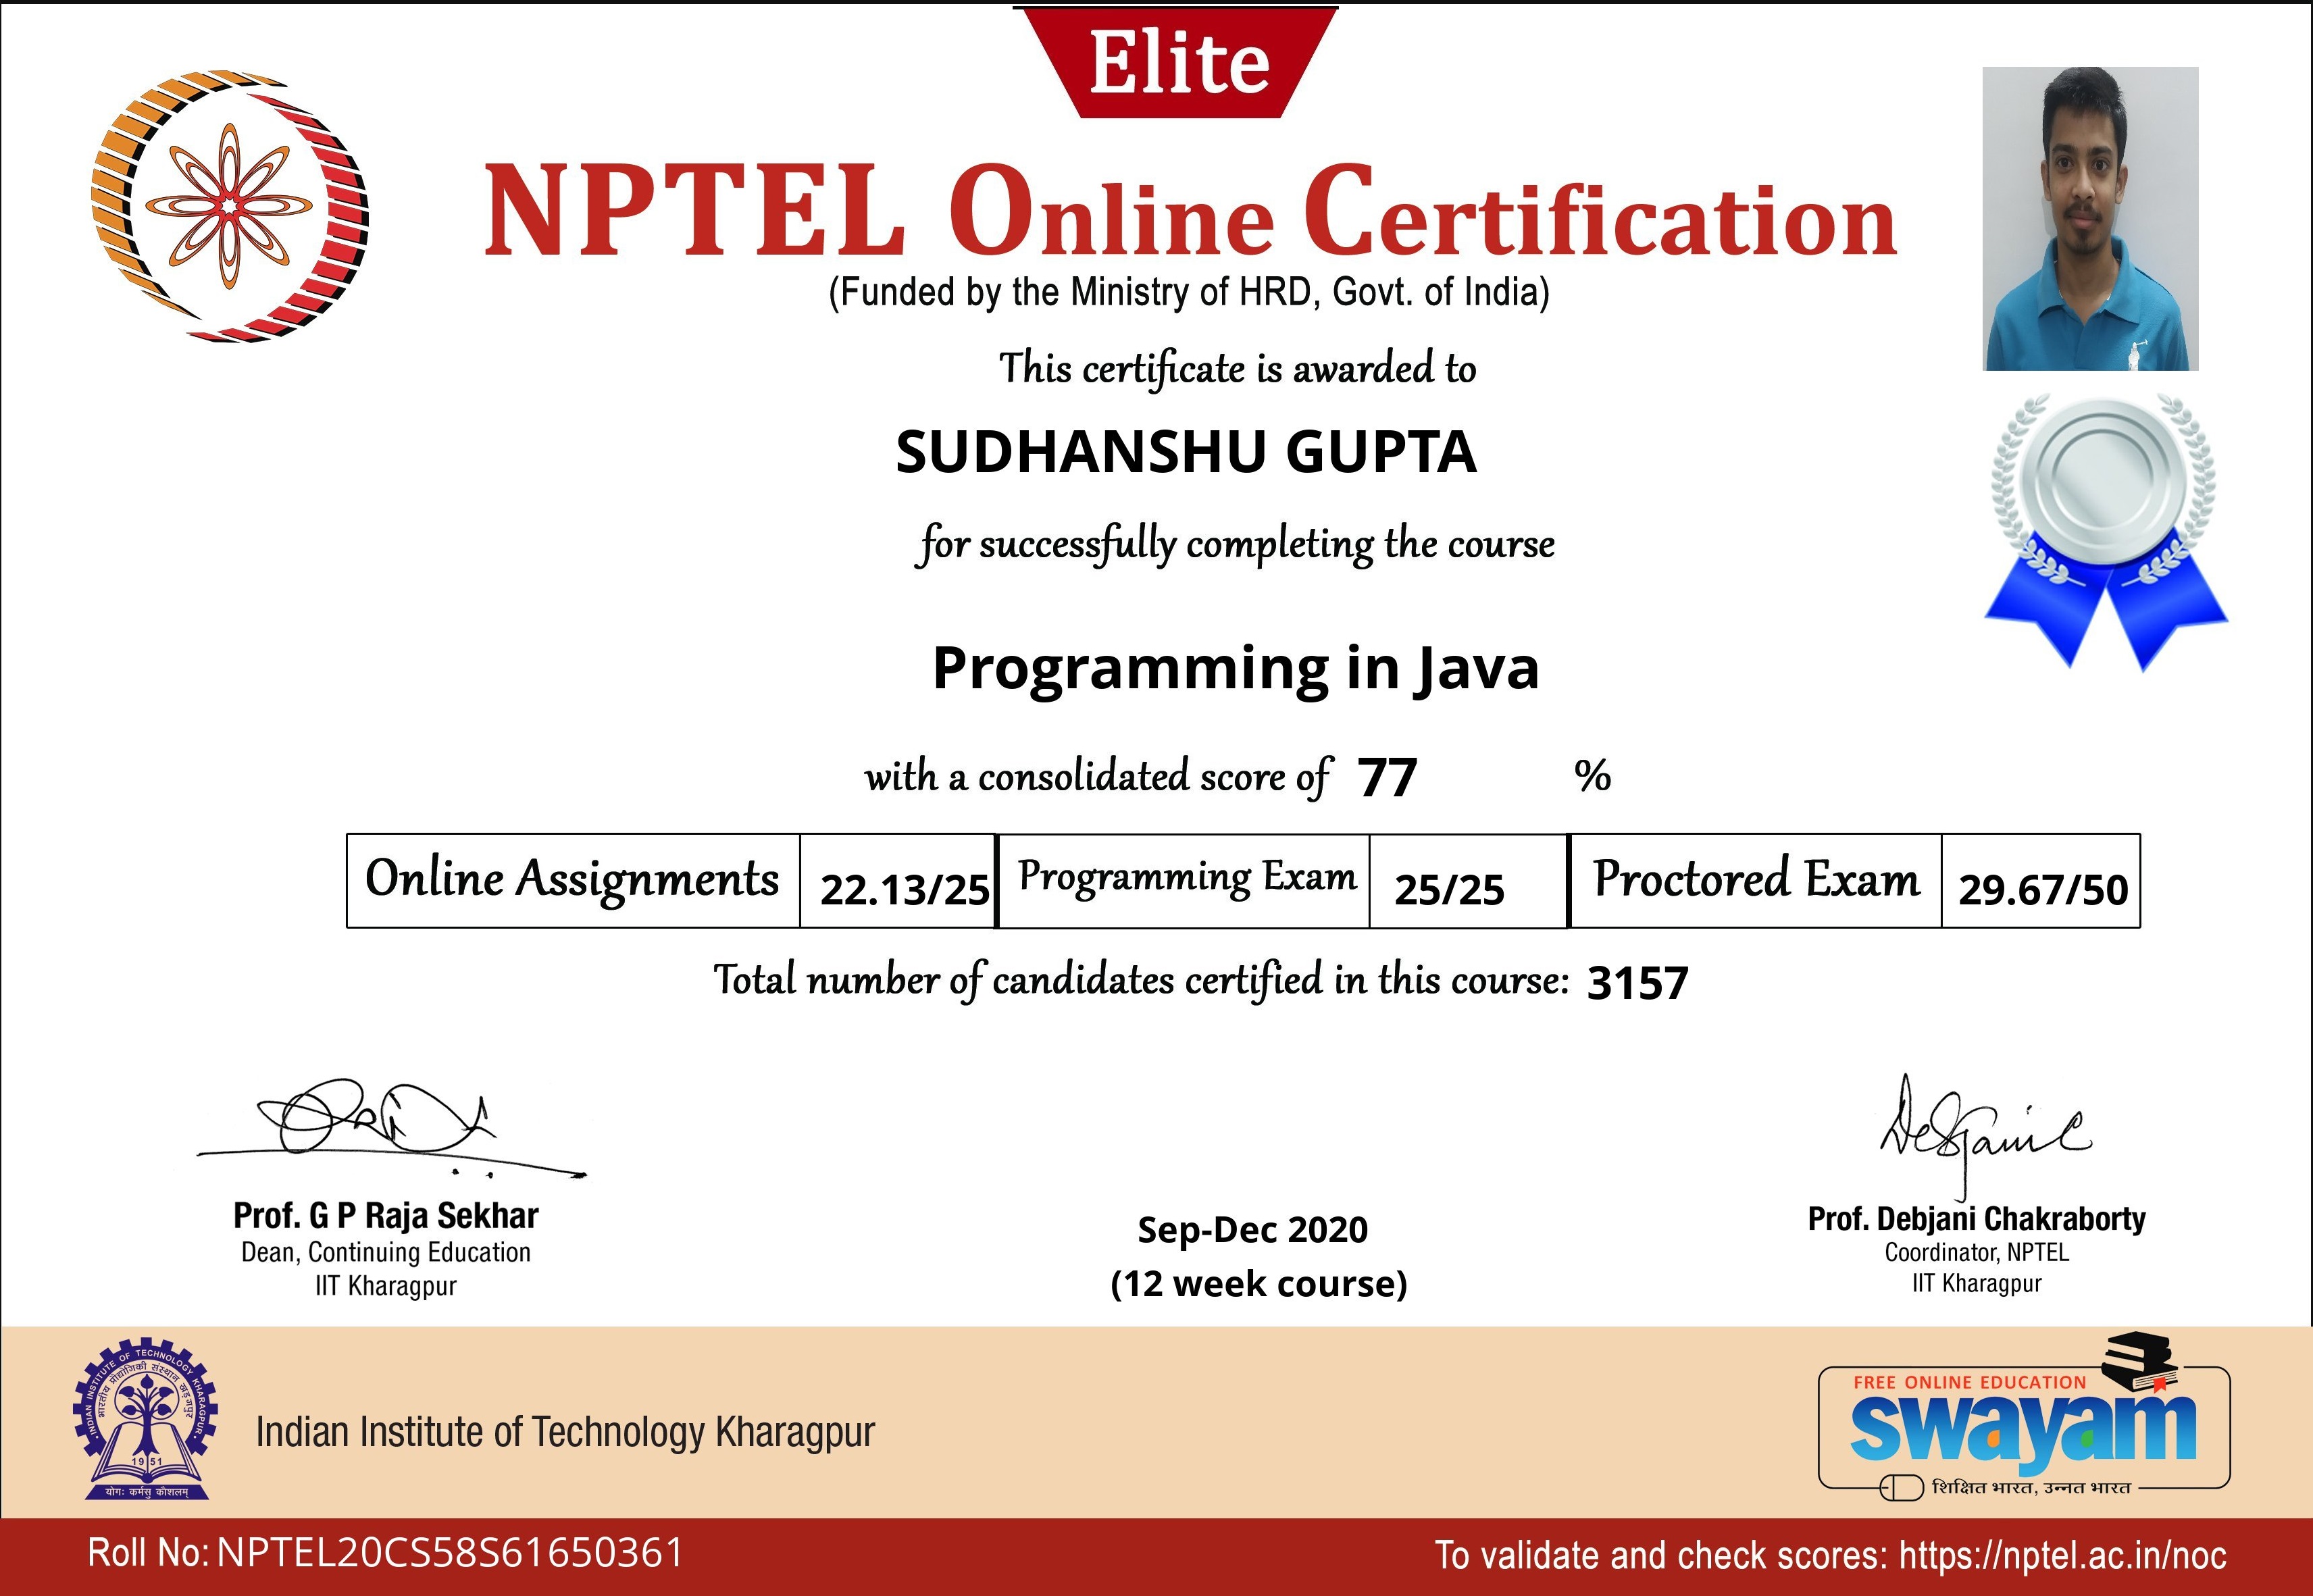 Elite
NPTEL Online Certification
(Funded by the Ministry of HRD, Govt. of India)
This certificate is awarded to
SUDHANSHU GUPTA
for successfully completing the course
Programming in Java
with a consolidated score of 77 %
Online Assignments 22.13/25 Programming Exam 25/25 Proctored Exam 29.67/50
Total number of candidates certified in this course: 3157
Prof. G P Raja Sekhar
Dean, Continuing Education
IIT Kharagpur
Sep-Dec 2020
(12 week course)
Debjani C
Prof. Debjani Chakraborty
Coordinator, NPTEL
IIT Kharagpur
INDIAN INSTITUTE OF TECHNOLOGY KHARAGPUR
भारतीय प्रौद्योगिकी संस्थान खड़गपुर
1951
योगः कर्मसु कौशलम्
Indian Institute of Technology Kharagpur
FREE ONLINE EDUCATION
swayam
शिक्षित भारत, उन्नत भारत
Roll No: NPTEL20CS58S61650361
To validate and check scores: https://nptel.ac.in/noc